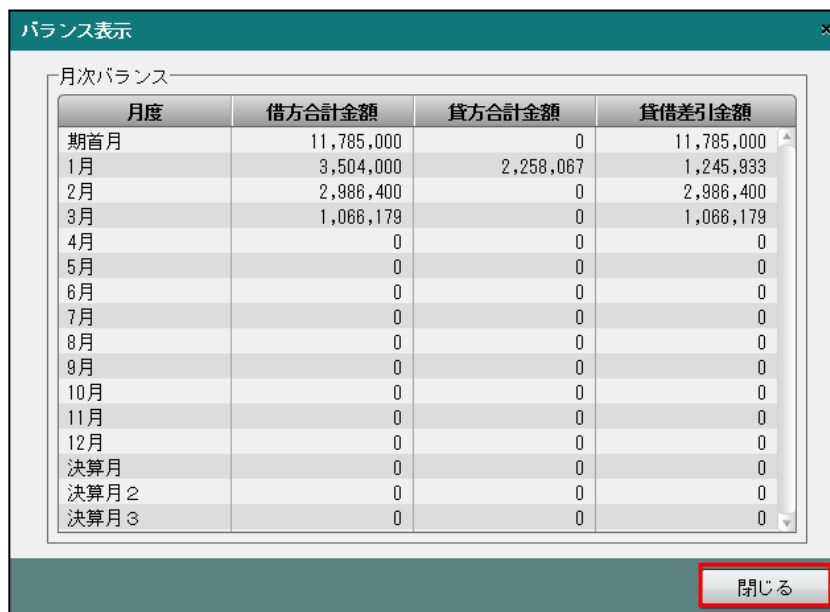 バランス表示 ×
月次バランス
月度 借方合計金額 貸方合計金額 貸借差引金額
期首月 11,785,000 0 11,785,000
1月 3,504,000 2,258,067 1,245,933
2月 2,986,400 0 2,986,400
3月 1,066,179 0 1,066,179
4月 0 0 0
5月 0 0 0
6月 0 0 0
7月 0 0 0
8月 0 0 0
9月 0 0 0
10月 0 0 0
11月 0 0 0
12月 0 0 0
決算月 0 0 0
決算月2 0 0 0
決算月3 0 0 0
閉じる